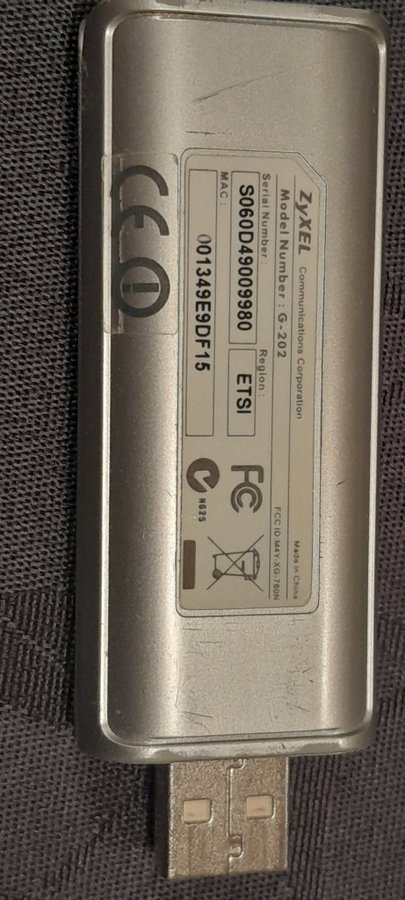 ZyXEL Communications Corporation
Model Number : G-202
Made in China
Serial Number :
Region :
S060D49009980
ETSI
FCC ID:M4Y-XG-760N
MAC :
001349E9DF15
FC
N625
CE